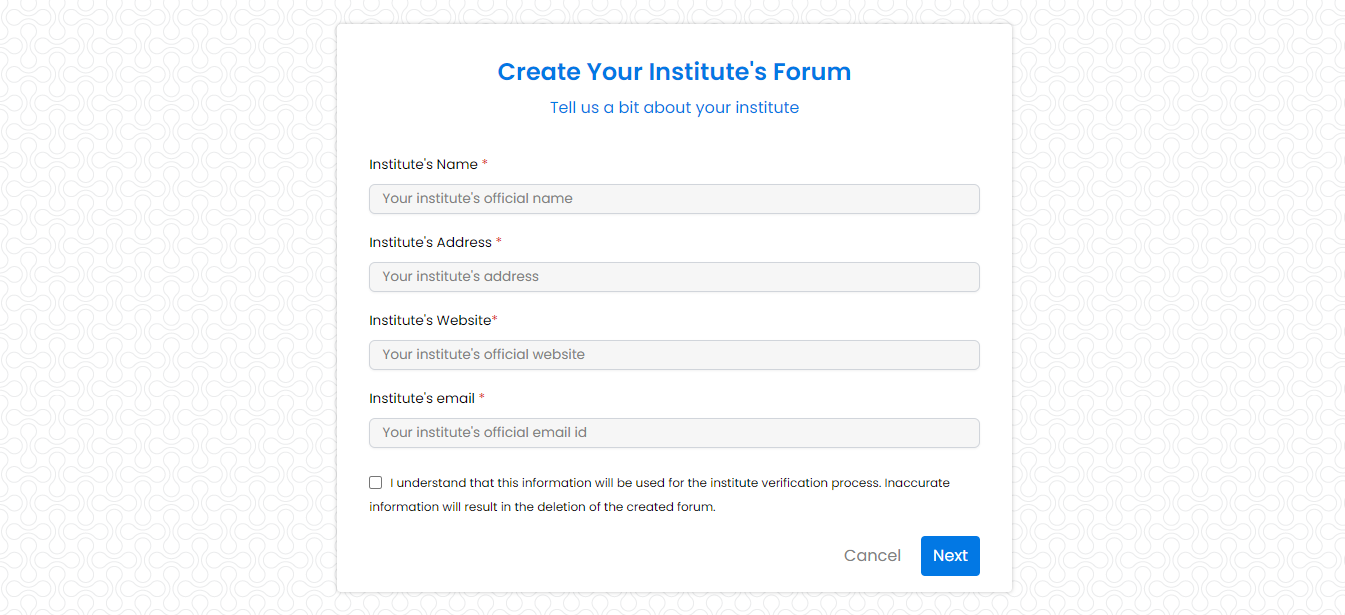 Create Your Institute's Forum
Tell us a bit about your institute
Institute's Name *
Your institute's official name
Institute's Address *
Your institute's address
Institute's Website*
Your institute's official website
Institute's email *
Your institute's official email id
I understand that this information will be used for the institute verification process. Inaccurate
information will result in the deletion of the created forum.
Cancel Next